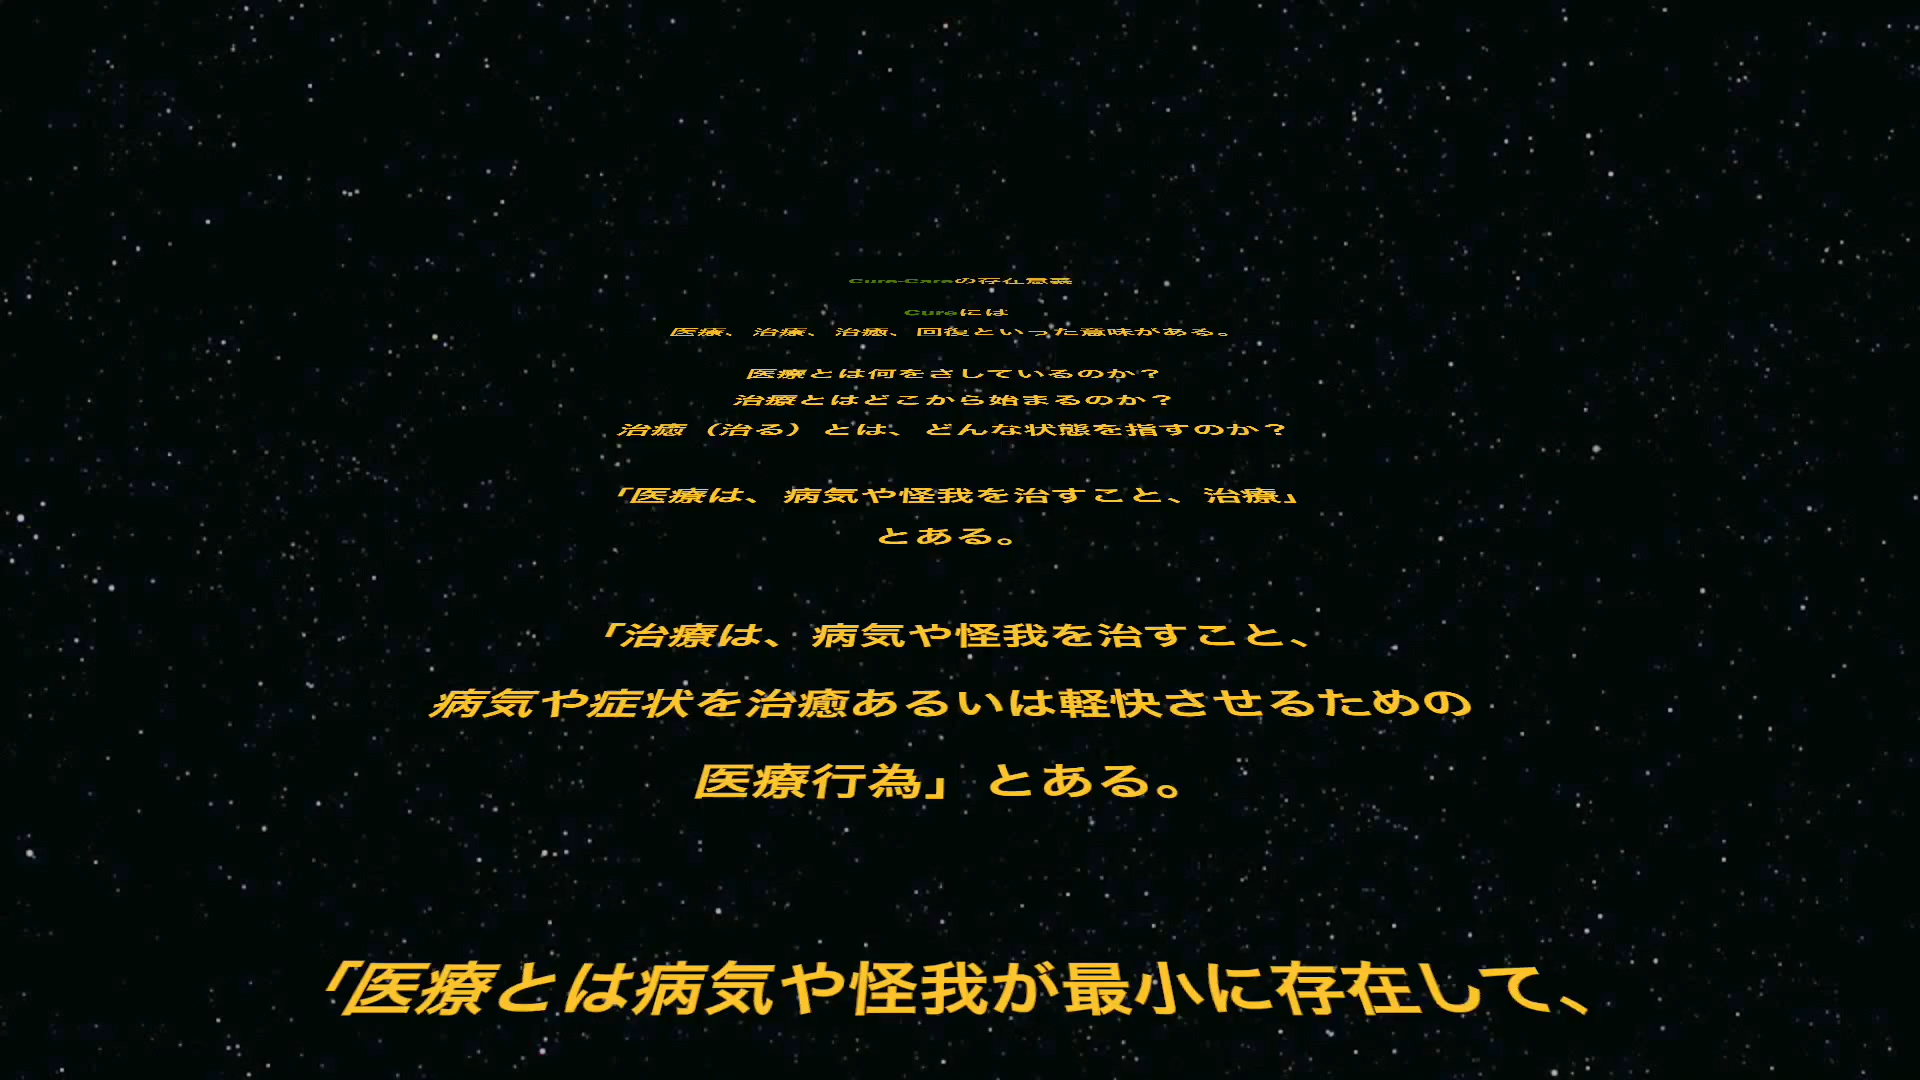 Cure-Careの存在意義
Cureには
医療、治療、治癒、回復といった意味がある。
医療とは何をさしているのか？
治療とはどこから始まるのか？
治癒（治る）とは、どんな状態を指すのか？
「医療は、病気や怪我を治すこと、治療」
とある。
「治療は、病気や怪我を治すこと、
病気や症状を治癒あるいは軽快させるための
医療行為」とある。
「医療とは病気や怪我が最小に存在して、